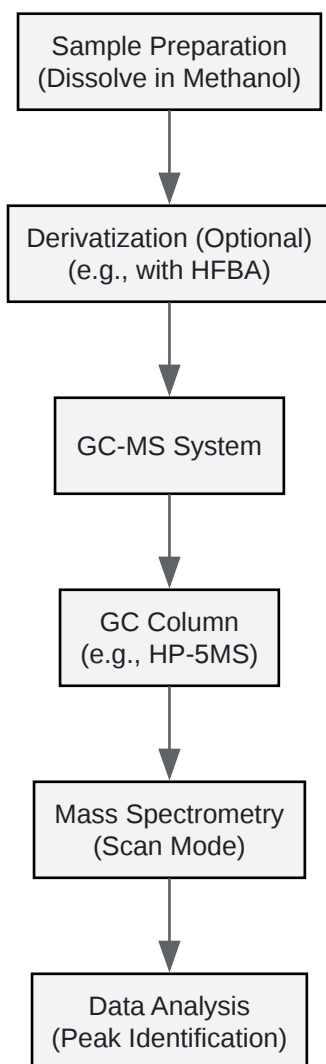 Sample Preparation
(Dissolve in Methanol)
Derivatization (Optional)
(e.g., with HFBA)
GC-MS System
GC Column
(e.g., HP-5MS)
Mass Spectrometry
(Scan Mode)
Data Analysis
(Peak Identification)